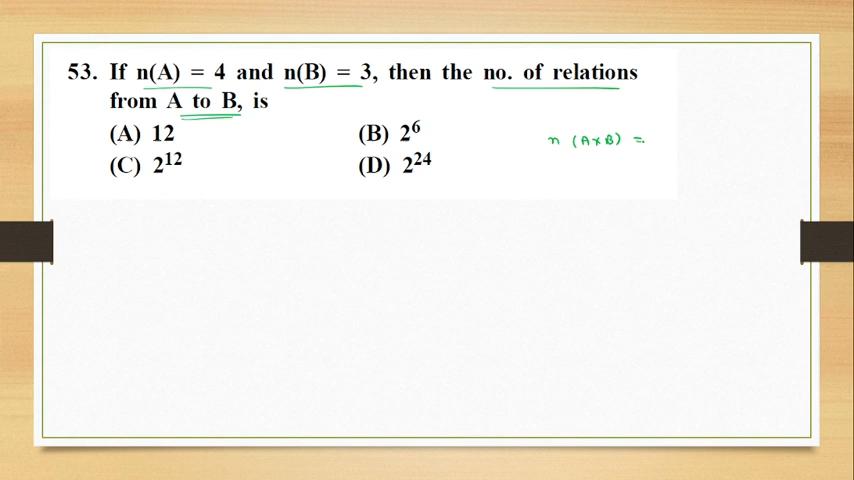 53. If n(A) = 4 and n(B) = 3, then the no. of relations
from A to B, is
(A) 12 (B) 2⁶
n (A×B) =
(C) 2¹² (D) 2²⁴